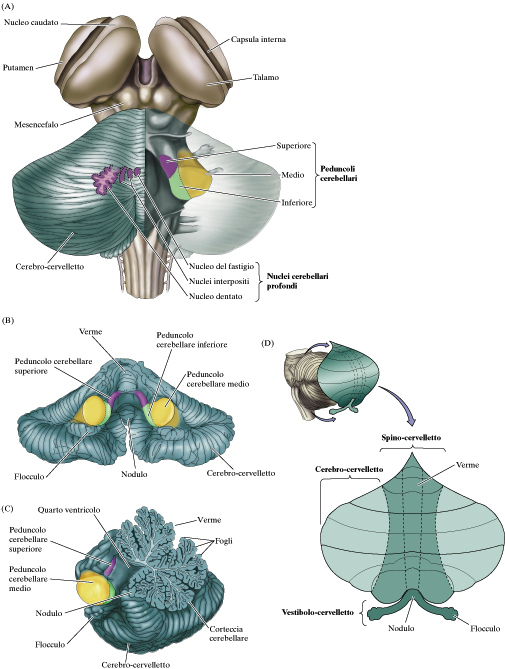 (A)
Nucleo caudato
Capsula interna
Putamen
Talamo
Mesencefalo
Superiore
Medio
Inferiore
Peduncoli
cerebellari
Cerebro-cervelletto
Nucleo del fastigio
Nuclei interpositi
Nucleo dentato
Nuclei cerebellari
profondi
(B)
Verme
Peduncolo
cerebellare inferiore
Peduncolo cerebellare
superiore
Peduncolo
cerebellare medio
Flocculo
Nodulo
Cerebro-cervelletto
(C)
Quarto ventricolo
Verme
Peduncolo
cerebellare
superiore
Fogli
Peduncolo
cerebellare
medio
Nodulo
Flocculo
Corteccia
cerebellare
Cerebro-cervelletto
(D)
Spino-cervelletto
Cerebro-cervelletto
Verme
Vestibolo-cervelletto
Nodulo
Flocculo